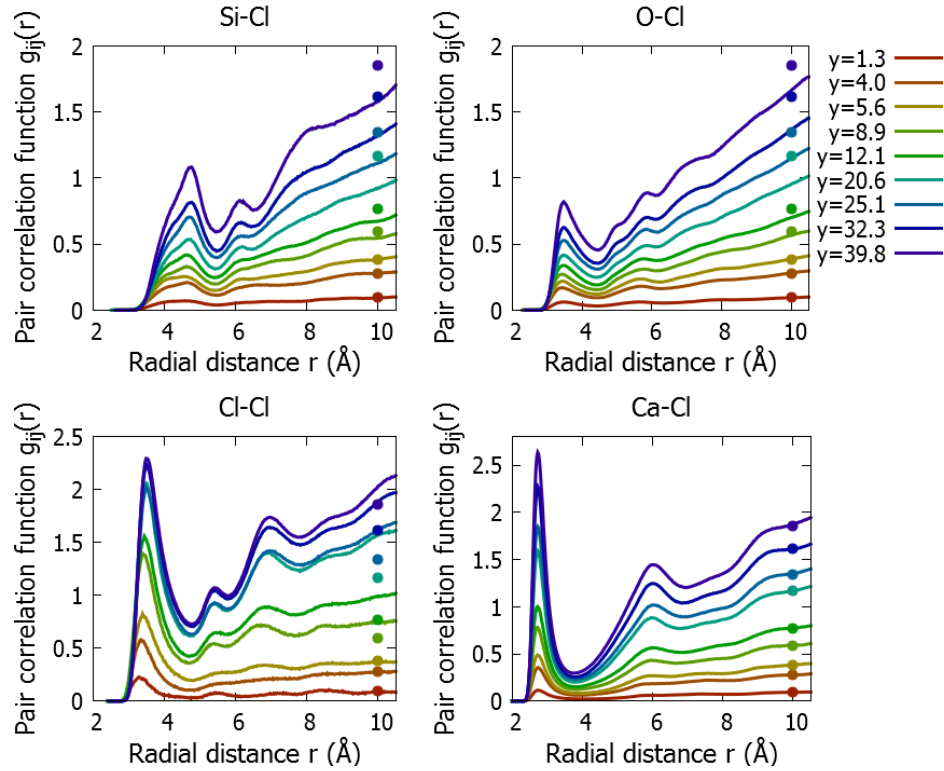 Si-Cl
O-Cl
Pair correlation function gij(r)
2
1.5
1
0.5
0
2 4 6 8 10
Radial distance r (Å)
Pair correlation function gij(r)
2
1.5
1
0.5
0
2 4 6 8 10
Radial distance r (Å)
y=1.3
y=4.0
y=5.6
y=8.9
y=12.1
y=20.6
y=25.1
y=32.3
y=39.8
Cl-Cl
Ca-Cl
Pair correlation function gij(r)
2.5
2
1.5
1
0.5
0
2 4 6 8 10
Radial distance r (Å)
Pair correlation function gij(r)
2.5
2
1.5
1
0.5
0
2 4 6 8 10
Radial distance r (Å)